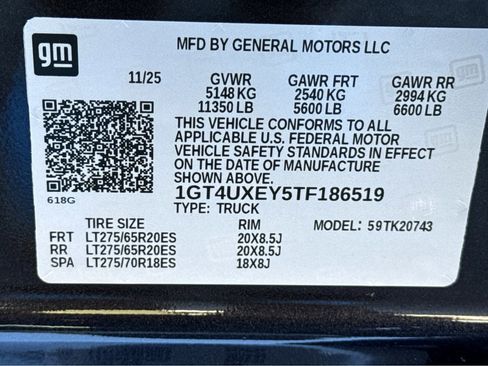 gm
MFD BY GENERAL MOTORS LLC
11/25 GVWR GAWR FRT GAWR RR
5148 KG 2540 KG 2994 KG
11350 LB 5600 LB 6600 LB
THIS VEHICLE CONFORMS TO ALL
APPLICABLE U.S. FEDERAL MOTOR
VEHICLE SAFETY STANDARDS IN EFFECT
ON THE DATE OF MANUFACTURE
SHOWN ABOVE.
618G
1GT4UXEY5TF186519
TYPE: TRUCK
TIRE SIZE RIM MODEL: 59TK20743
FRT LT275/65R20ES 20X8.5J
RR LT275/65R20ES 20X8.5J
SPA LT275/70R18ES 18X8J